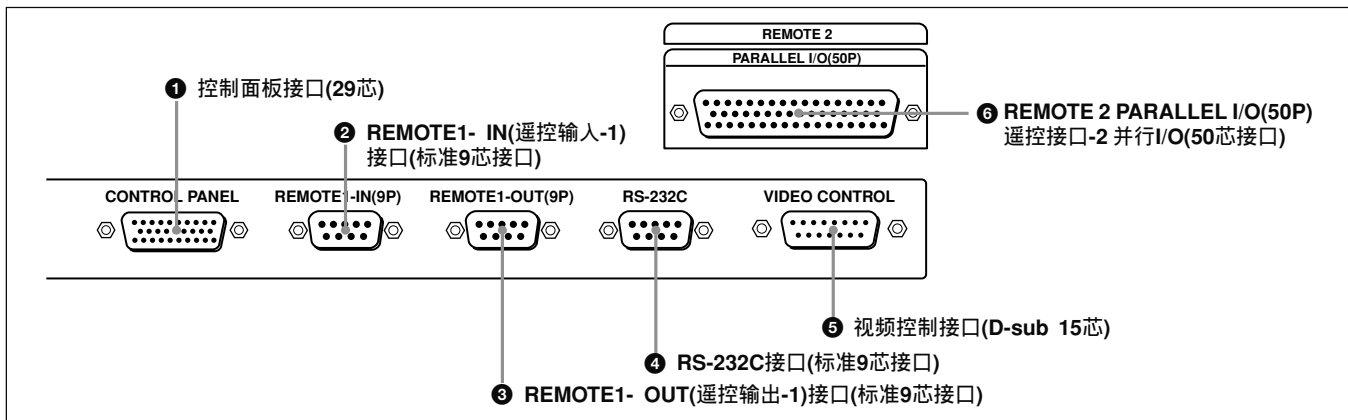 REMOTE 2
PARALLEL I/O(50P)
❶ 控制面板接口(29芯)
❷ REMOTE1- IN(遥控输入-1)
接口(标准9芯接口)
❻ REMOTE 2 PARALLEL I/O(50P)
遥控接口-2 并行I/O(50芯接口)
CONTROL PANEL
REMOTE1-IN(9P)
REMOTE1-OUT(9P)
RS-232C
VIDEO CONTROL
❺ 视频控制接口(D-sub 15芯)
❹ RS-232C接口(标准9芯接口)
❸ REMOTE1- OUT(遥控输出-1)接口(标准9芯接口)